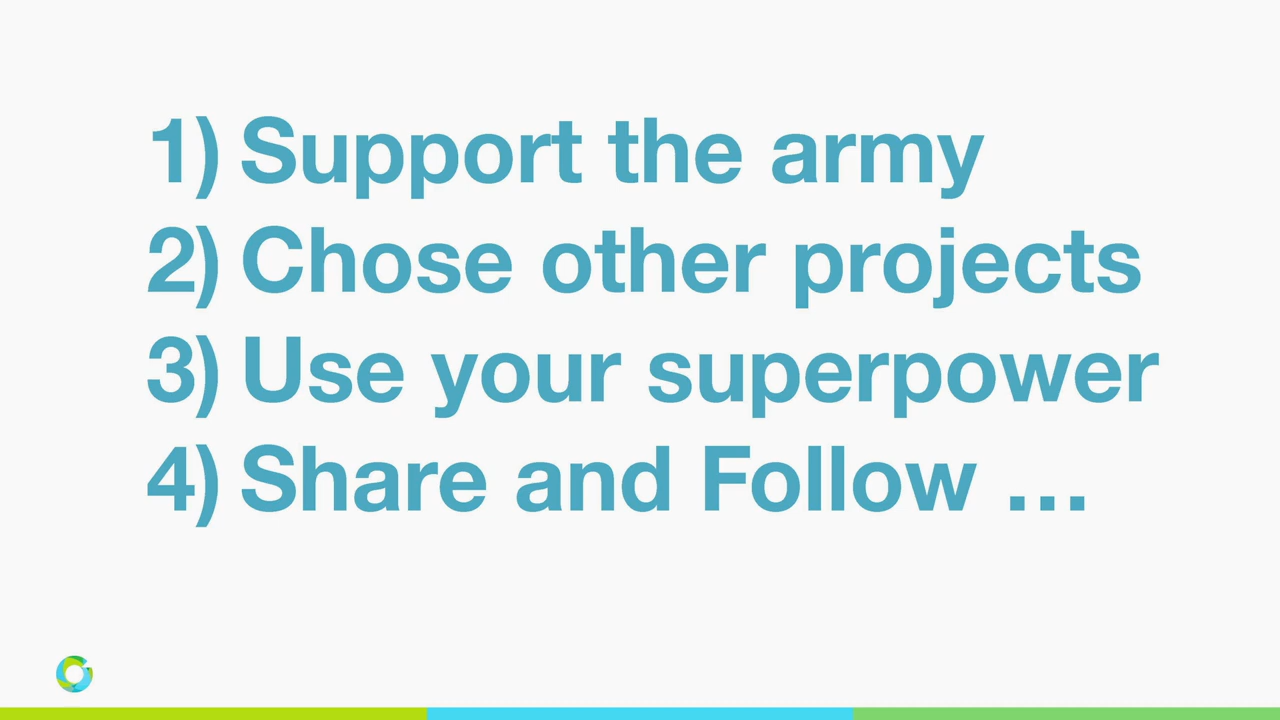 1) Support the army
2) Chose other projects
3) Use your superpower
4) Share and Follow …